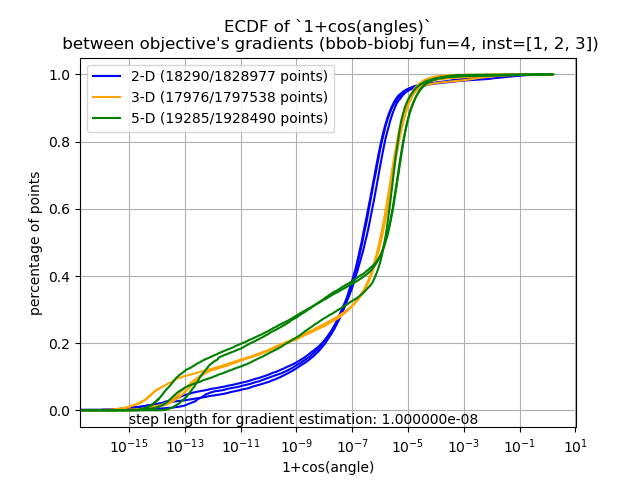 ECDF of `1+cos(angles)`
between objective's gradients (bbob-biobj fun=4, inst=[1, 2, 3])
2-D (18290/1828977 points)
3-D (17976/1797538 points)
5-D (19285/1928490 points)
percentage of points
1.0
0.8
0.6
0.4
0.2
0.0
step length for gradient estimation: 1.000000e-08
10⁻¹⁵ 10⁻¹³ 10⁻¹¹ 10⁻⁹ 10⁻⁷ 10⁻⁵ 10⁻³ 10⁻¹ 10¹
1+cos(angle)